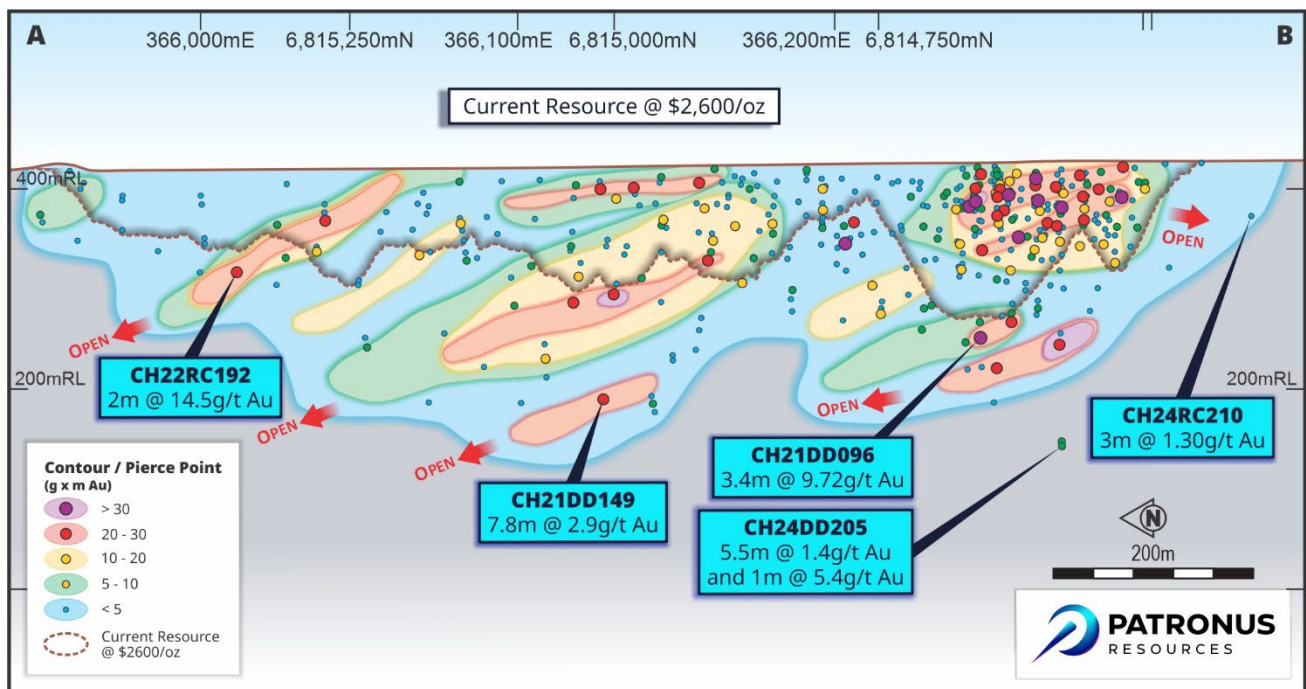 A
B
366,000mE
6,815,250mN
366,100mE
6,815,000mN
366,200mE
6,814,750mN
Current Resource @ $2,600/oz
400mRL
OPEN
OPEN
200mRL
200mRL
CH22RC192
2m @ 14.5g/t Au
OPEN
OPEN
OPEN
CH24RC210
3m @ 1.30g/t Au
CH21DD096
3.4m @ 9.72g/t Au
CH21DD149
7.8m @ 2.9g/t Au
CH24DD205
5.5m @ 1.4g/t Au
and 1m @ 5.4g/t Au
Contour / Pierce Point
(g x m Au)
> 30
20 - 30
10 - 20
5 - 10
< 5
Current Resource
@ $2600/oz
N
200m
PATRONUS
RESOURCES